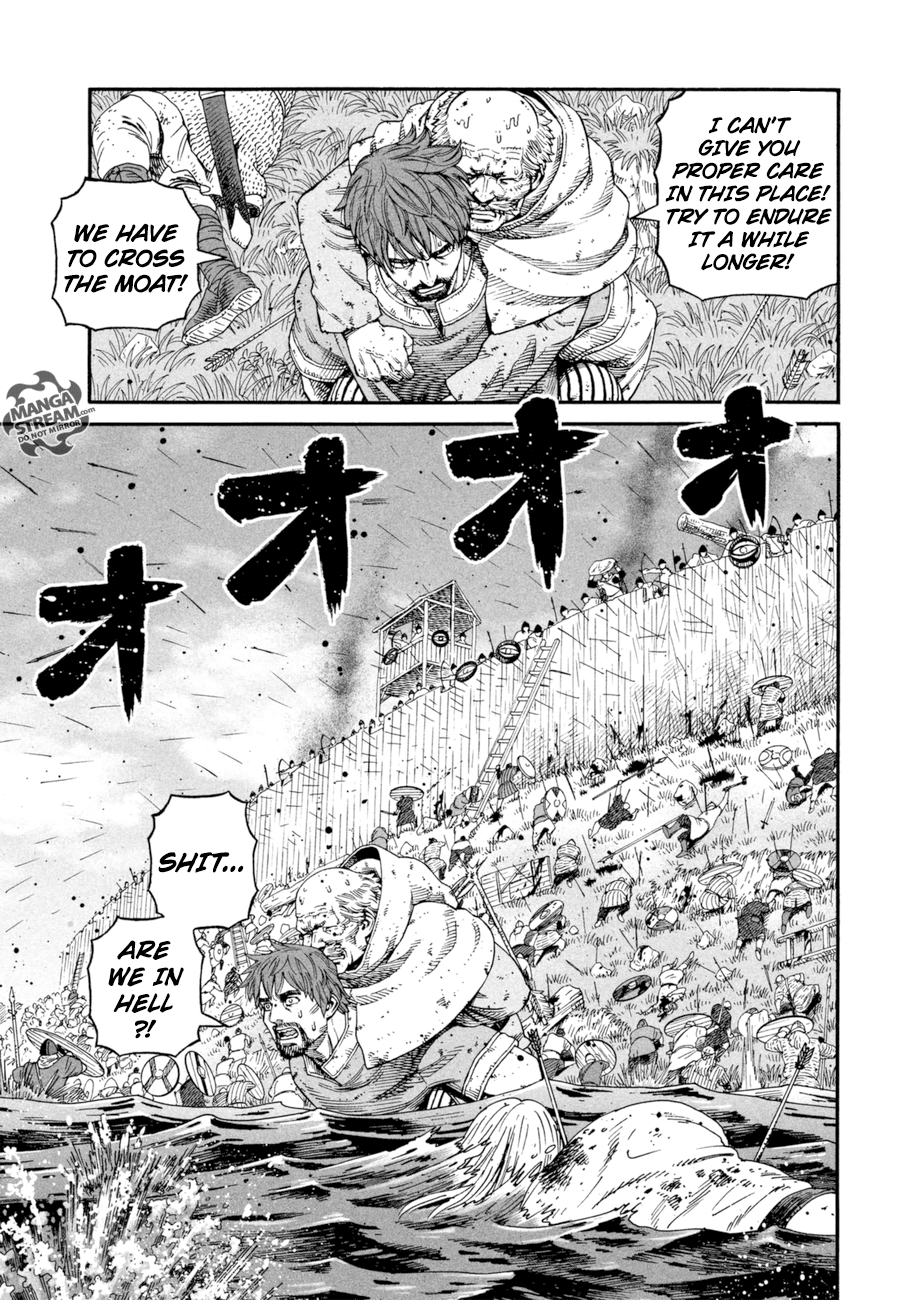 I CAN'T
GIVE YOU
PROPER CARE
IN THIS PLACE!
TRY TO ENDURE
IT A WHILE
LONGER!
WE HAVE
TO CROSS
THE MOAT!
MANGA
STREAM.com
DO NOT MIRROR
オオオオ
SHIT...
ARE
WE IN
HELL
?!